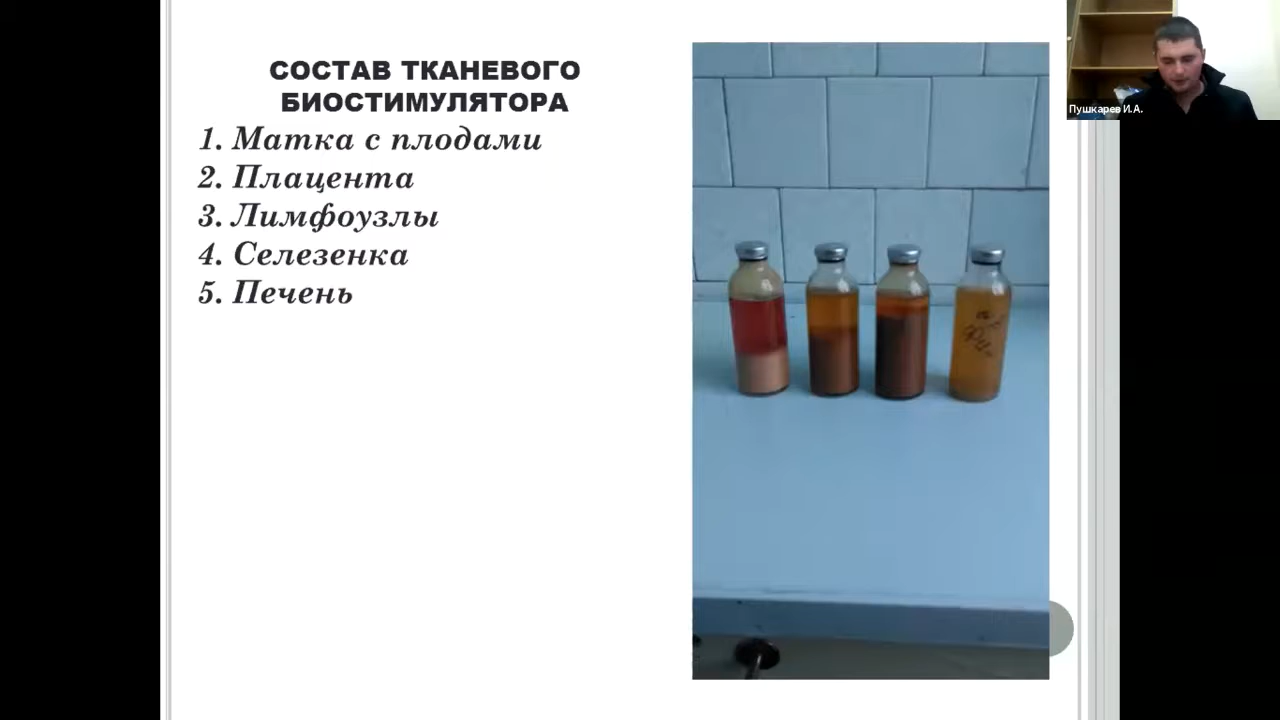 СОСТАВ ТКАНЕВОГО
БИОСТИМУЛЯТОРА
1. Матка с плодами
2. Плацента
3. Лимфоузлы
4. Селезенка
5. Печень
Пушкарев И.А.